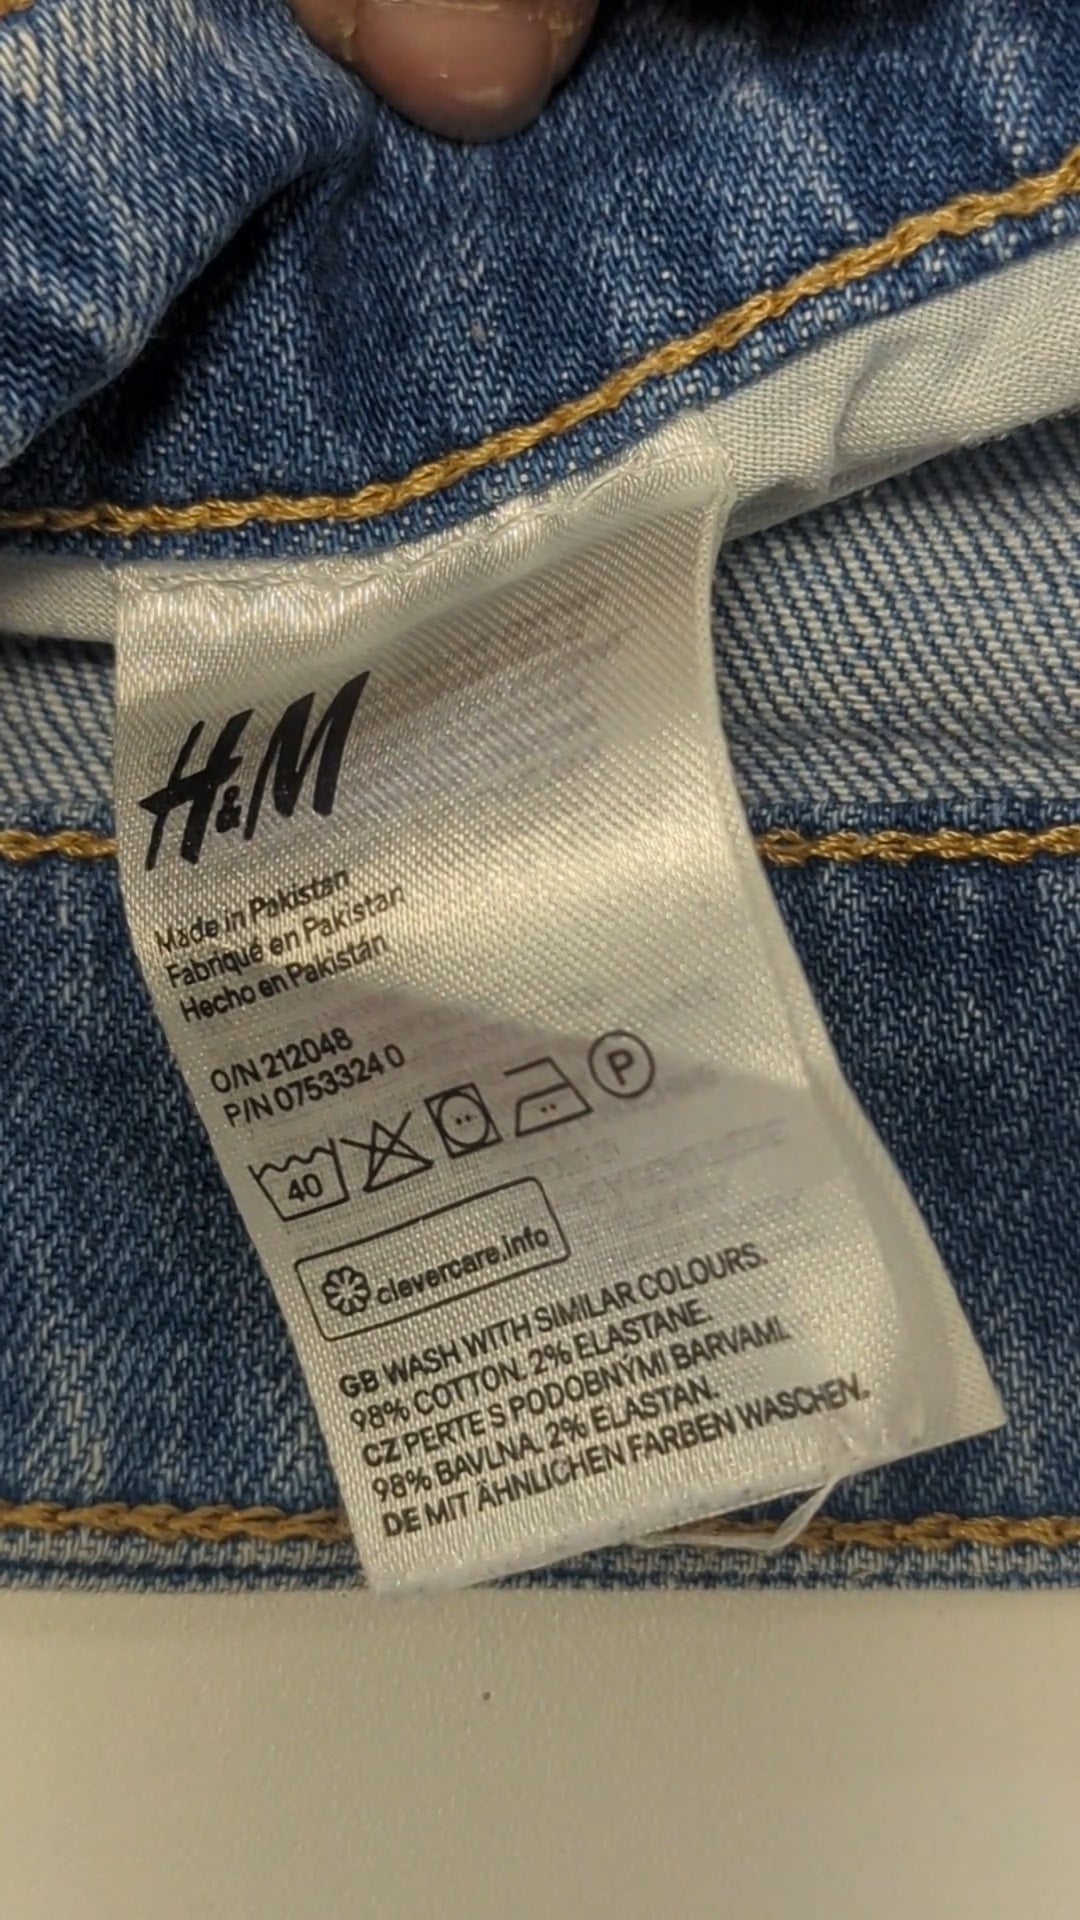 H&M
Made in Pakistan
Fabriqué en Pakistan
Hecho en Pakistán
O/N 212048
P/N 0753324 0
40
P
clevercare.info
GB WASH WITH SIMILAR COLOURS.
98% COTTON. 2% ELASTANE.
CZ PERTE S PODOBNÝMI BARVAMI.
98% BAVLNA. 2% ELASTAN.
DE MIT ÄHNLICHEN FARBEN WASCHEN.